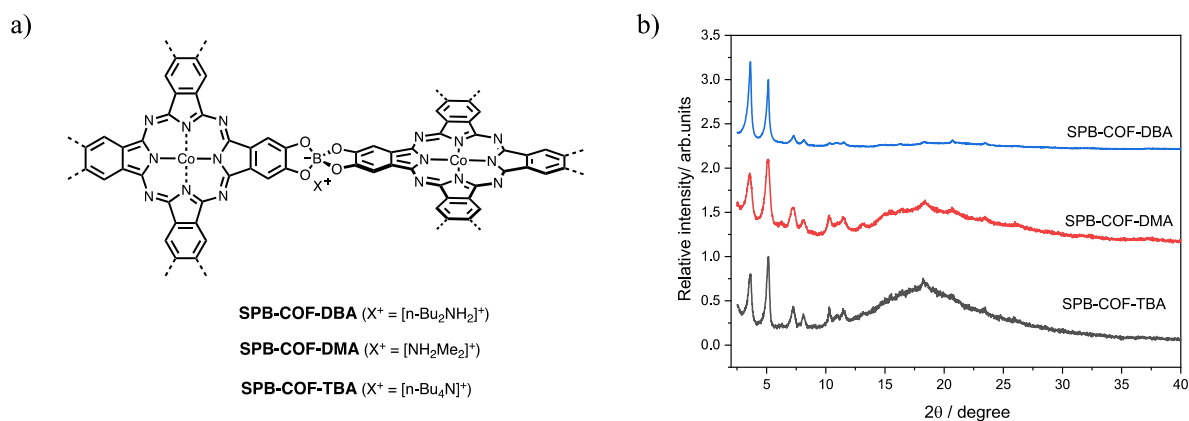 a)
b)
N
N
N
N
N
N
N
N
Co
O
O
B
−
O
O
X+
N
N
N
N
N
N
N
N
Co
SPB-COF-DBA (X+ = [n-Bu2NH2]+)
SPB-COF-DMA (X+ = [NH2Me2]+)
SPB-COF-TBA (X+ = [n-Bu4N]+)
Relative intensity/ arb.units
3.5
3.0
2.5
2.0
1.5
1.0
0.5
0.0
SPB-COF-DBA
SPB-COF-DMA
SPB-COF-TBA
5 10 15 20 25 30 35 40
2θ / degree